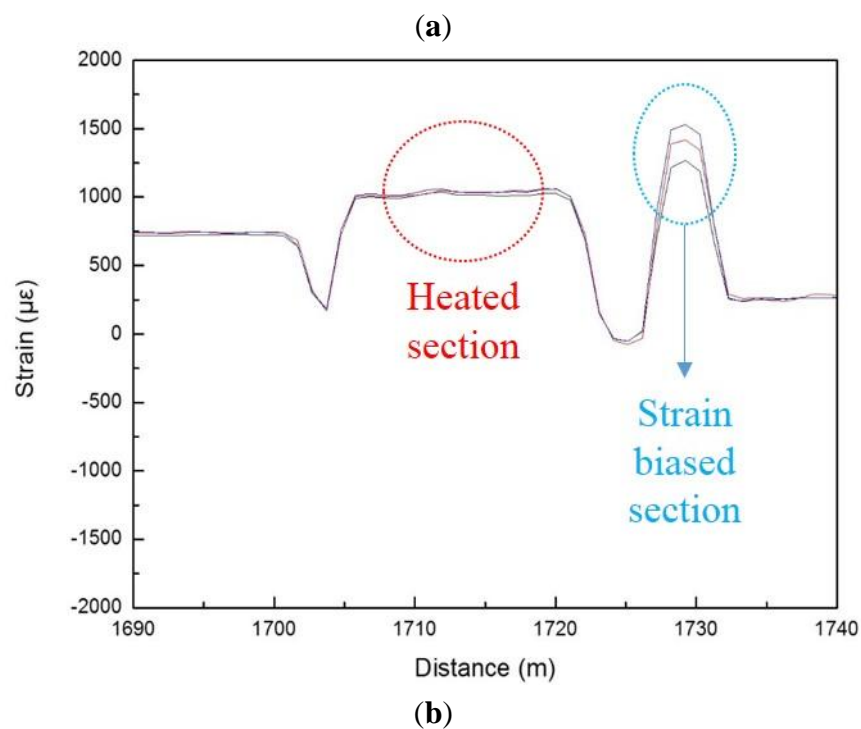 (a)
2000
1500
1000
500
0
-500
-1000
-1500
-2000
Strain (με)
Heated
section
Strain
biased
section
1690 1700 1710 1720 1730 1740
Distance (m)
(b)